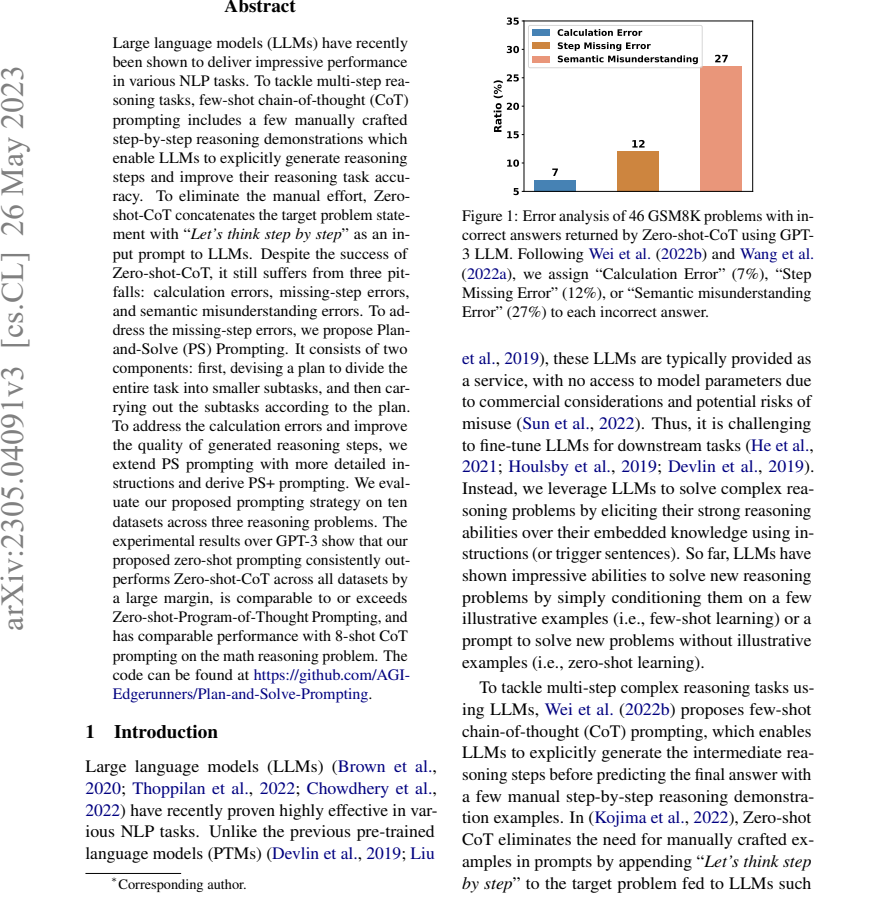 arXiv:2305.04091v3 [cs.CL] 26 May 2023
Abstract
Large language models (LLMs) have recently
been shown to deliver impressive performance
in various NLP tasks. To tackle multi-step rea-
soning tasks, few-shot chain-of-thought (CoT)
prompting includes a few manually crafted
step-by-step reasoning demonstrations which
enable LLMs to explicitly generate reasoning
steps and improve their reasoning task accu-
racy. To eliminate the manual effort, Zero-
shot-CoT concatenates the target problem state-
ment with “Let’s think step by step” as an in-
put prompt to LLMs. Despite the success of
Zero-shot-CoT, it still suffers from three pit-
falls: calculation errors, missing-step errors,
and semantic misunderstanding errors. To ad-
dress the missing-step errors, we propose Plan-
and-Solve (PS) Prompting. It consists of two
components: first, devising a plan to divide the
entire task into smaller subtasks, and then car-
rying out the subtasks according to the plan.
To address the calculation errors and improve
the quality of generated reasoning steps, we
extend PS prompting with more detailed in-
structions and derive PS+ prompting. We eval-
uate our proposed prompting strategy on ten
datasets across three reasoning problems. The
experimental results over GPT-3 show that our
proposed zero-shot prompting consistently out-
performs Zero-shot-CoT across all datasets by
a large margin, is comparable to or exceeds
Zero-shot-Program-of-Thought Prompting, and
has comparable performance with 8-shot CoT
prompting on the math reasoning problem. The
code can be found at https://github.com/AGI-
Edgerunners/Plan-and-Solve-Prompting.
1 Introduction
Large language models (LLMs) (Brown et al.,
2020; Thoppilan et al., 2022; Chowdhery et al.,
2022) have recently proven highly effective in var-
ious NLP tasks. Unlike the previous pre-trained
language models (PTMs) (Devlin et al., 2019; Liu
*Corresponding author.
35
30
25
20
15
10
5
Ratio (%)
Calculation Error
Step Missing Error
Semantic Misunderstanding
7
12
27
Figure 1: Error analysis of 46 GSM8K problems with in-
correct answers returned by Zero-shot-CoT using GPT-
3 LLM. Following Wei et al. (2022b) and Wang et al.
(2022a), we assign “Calculation Error” (7%), “Step
Missing Error” (12%), or “Semantic misunderstanding
Error” (27%) to each incorrect answer.
et al., 2019), these LLMs are typically provided as
a service, with no access to model parameters due
to commercial considerations and potential risks of
misuse (Sun et al., 2022). Thus, it is challenging
to fine-tune LLMs for downstream tasks (He et al.,
2021; Houlsby et al., 2019; Devlin et al., 2019).
Instead, we leverage LLMs to solve complex rea-
soning problems by eliciting their strong reasoning
abilities over their embedded knowledge using in-
structions (or trigger sentences). So far, LLMs have
shown impressive abilities to solve new reasoning
problems by simply conditioning them on a few
illustrative examples (i.e., few-shot learning) or a
prompt to solve new problems without illustrative
examples (i.e., zero-shot learning).
To tackle multi-step complex reasoning tasks us-
ing LLMs, Wei et al. (2022b) proposes few-shot
chain-of-thought (CoT) prompting, which enables
LLMs to explicitly generate the intermediate rea-
soning steps before predicting the final answer with
a few manual step-by-step reasoning demonstra-
tion examples. In (Kojima et al., 2022), Zero-shot
CoT eliminates the need for manually crafted ex-
amples in prompts by appending “Let’s think step
by step” to the target problem fed to LLMs such